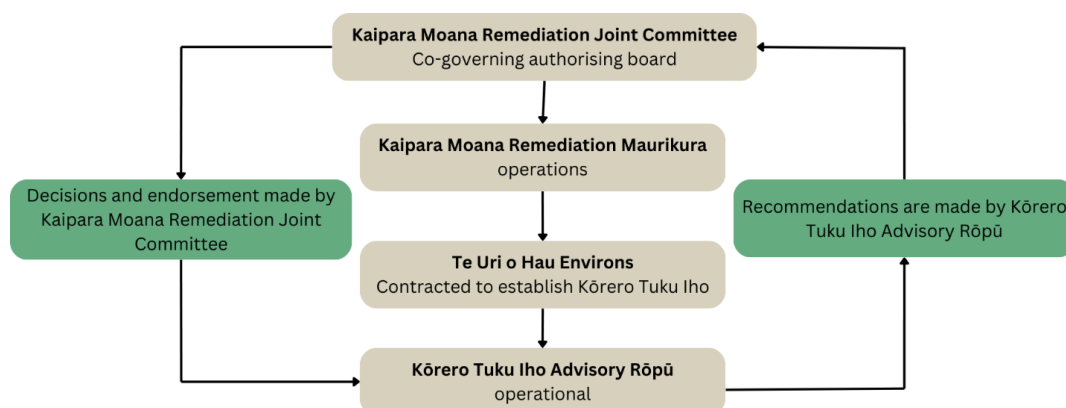 Kaipara Moana Remediation Joint Committee
Co-governing authorising board
Kaipara Moana Remediation Maurikura
operations
Decisions and endorsement made by
Kaipara Moana Remediation Joint
Committee
Recommendations are made by Kōrero
Tuku Iho Advisory Rōpū
Te Uri o Hau Environs
Contracted to establish Kōrero Tuku Iho
Kōrero Tuku Iho Advisory Rōpū
operational